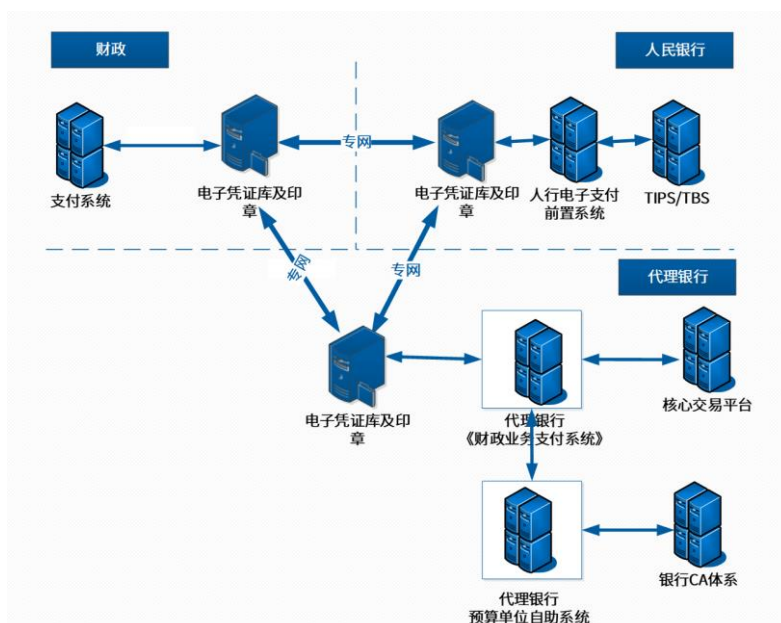 财政
人民银行
专网
支付系统
电子凭证库及印
章
电子凭证库及印
章
人行电子支付
前置系统
TIPS/TBS
专网
专网
代理银行
电子凭证库及印
章
代理银行
《财政业务支付系统》
核心交易平台
代理银行
预算单位自助系统
银行CA体系